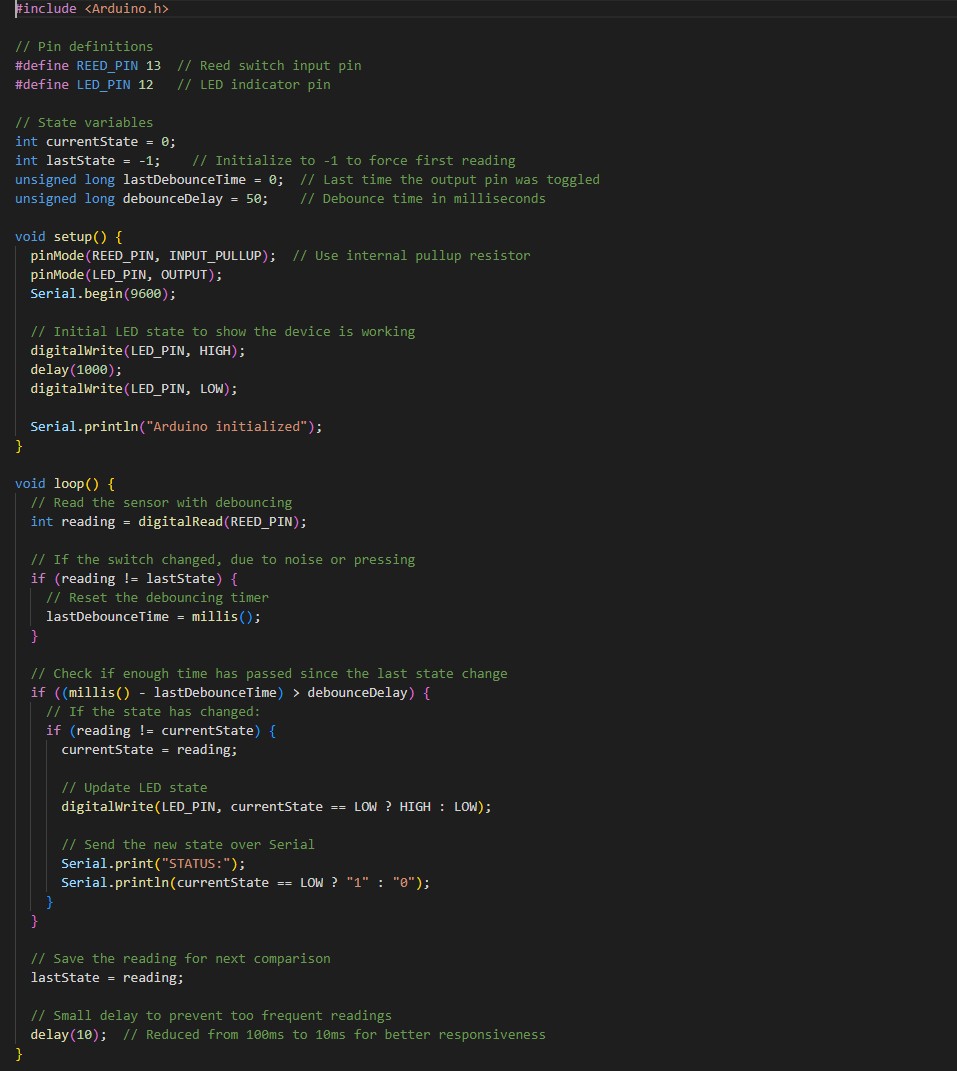 #include <Arduino.h>

// Pin definitions
#define REED_PIN 13  // Reed switch input pin
#define LED_PIN 12   // LED indicator pin

// State variables
int currentState = 0;
int lastState = -1;    // Initialize to -1 to force first reading
unsigned long lastDebounceTime = 0;  // Last time the output pin was toggled
unsigned long debounceDelay = 50;    // Debounce time in milliseconds

void setup() {
  pinMode(REED_PIN, INPUT_PULLUP);  // Use internal pullup resistor
  pinMode(LED_PIN, OUTPUT);
  Serial.begin(9600);

  // Initial LED state to show the device is working
  digitalWrite(LED_PIN, HIGH);
  delay(1000);
  digitalWrite(LED_PIN, LOW);

  Serial.println("Arduino initialized");
}

void loop() {
  // Read the sensor with debouncing
  int reading = digitalRead(REED_PIN);

  // If the switch changed, due to noise or pressing
  if (reading != lastState) {
    // Reset the debouncing timer
    lastDebounceTime = millis();
  }

  // Check if enough time has passed since the last state change
  if ((millis() - lastDebounceTime) > debounceDelay) {
    // If the state has changed:
    if (reading != currentState) {
      currentState = reading;

      // Update LED state
      digitalWrite(LED_PIN, currentState == LOW ? HIGH : LOW);

      // Send the new state over Serial
      Serial.print("STATUS:");
      Serial.println(currentState == LOW ? "1" : "0");
    }
  }

  // Save the reading for next comparison
  lastState = reading;

  // Small delay to prevent too frequent readings
  delay(10);  // Reduced from 100ms to 10ms for better responsiveness
}